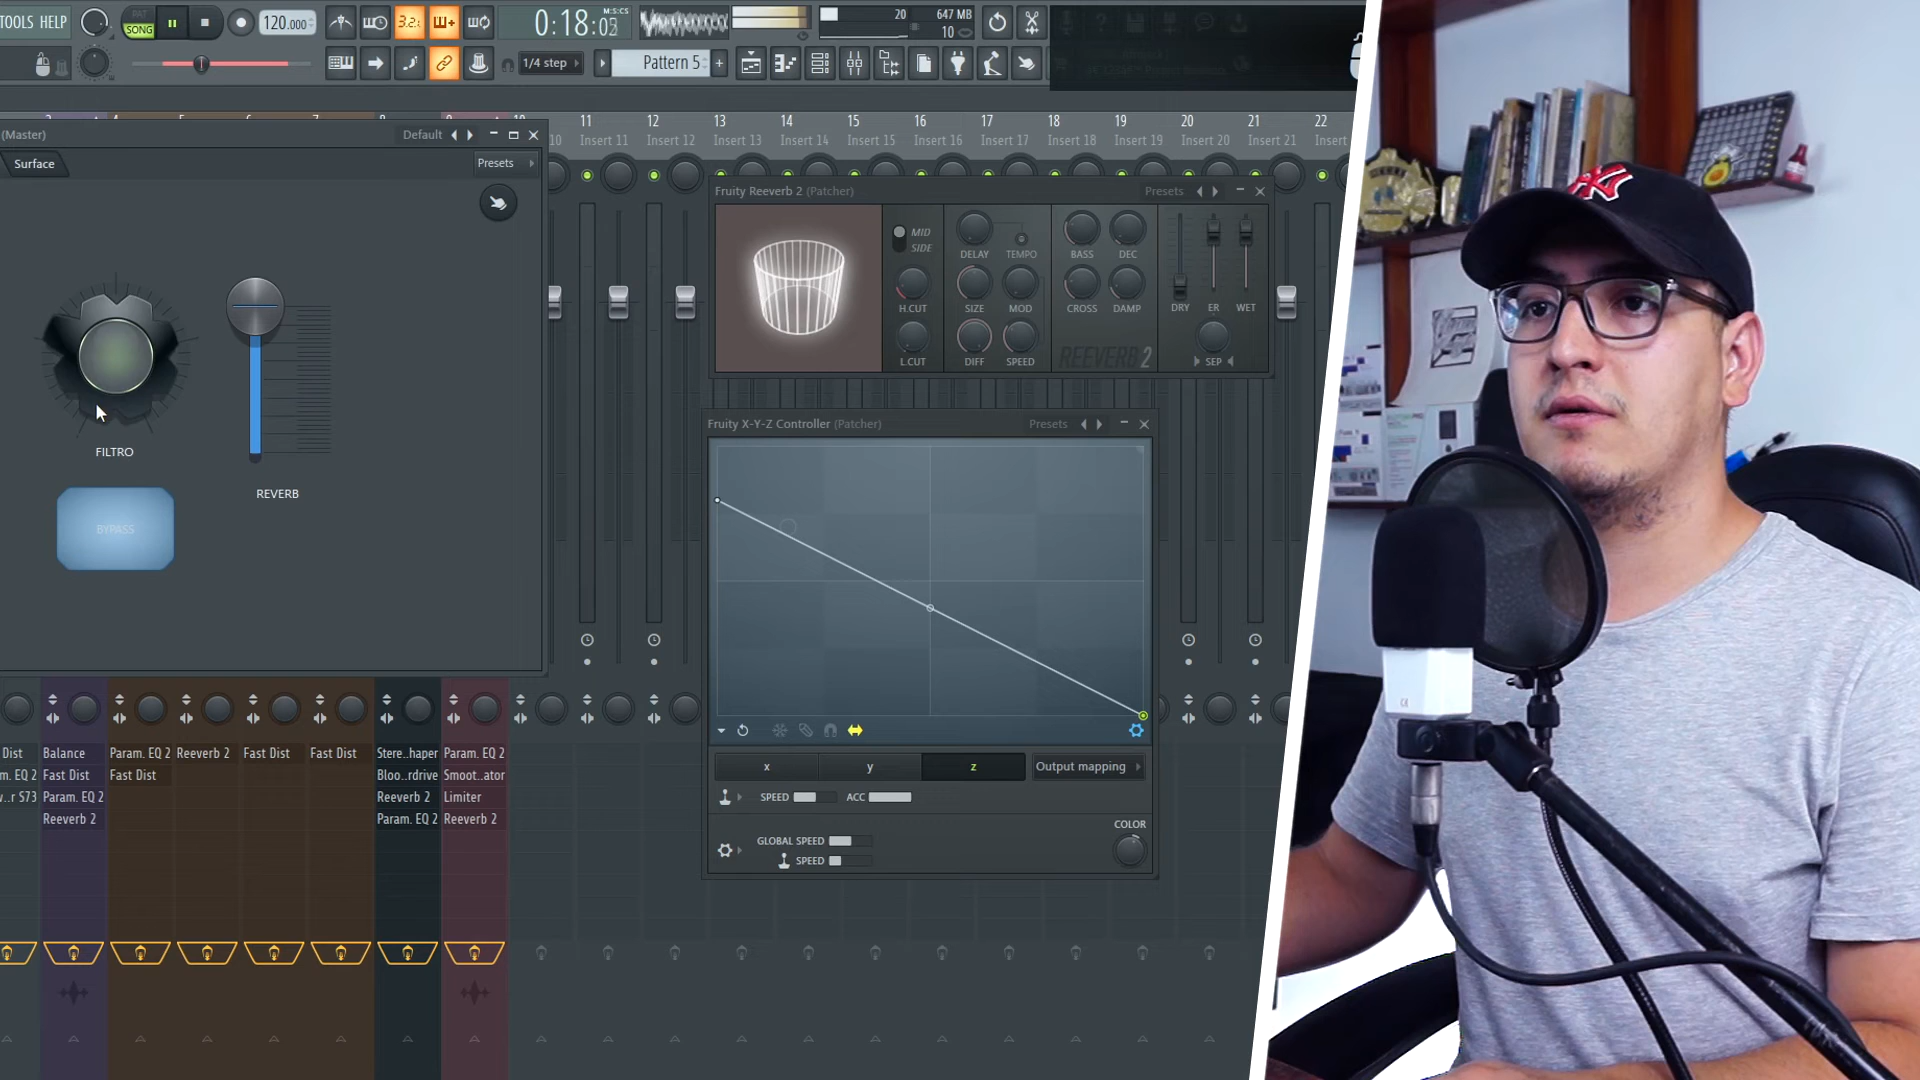 TOOLS HELP
PAT
SONG
120.000
3.2:
0:18:03
M:S:CS
20
647 MB
10
1/4 step
Pattern 5
+
(Master)
Default
Surface
Presets
FILTRO
REVERB
BYPASS
10 11 12 13 14 15 16 17 18 19 20 21 22
Insert 11 Insert 12 Insert 13 Insert 14 Insert 15 Insert 16 Insert 17 Insert 18 Insert 19 Insert 20 Insert 21 Inser
Fruity Reeverb 2 (Patcher)
Presets
MID
SIDE
H.CUT
L.CUT
DELAY TEMPO
SIZE MOD
DIFF SPEED
BASS DEC
CROSS DAMP
REEVERB 2
DRY ER WET
SEP
Fruity X-Y-Z Controller (Patcher)
Presets
x y z Output mapping
SPEED ACC
GLOBAL SPEED
SPEED
COLOR
Dist Balance Param. EQ 2 Reeverb 2 Fast Dist Fast Dist Stere..haper Param. EQ 2
m. EQ 2 Fast Dist Fast Dist Bloo..rdrive Smoot..ator
..r S73 Param. EQ 2 Reeverb 2 Limiter
Reeverb 2 Param. EQ 2 Reeverb 2